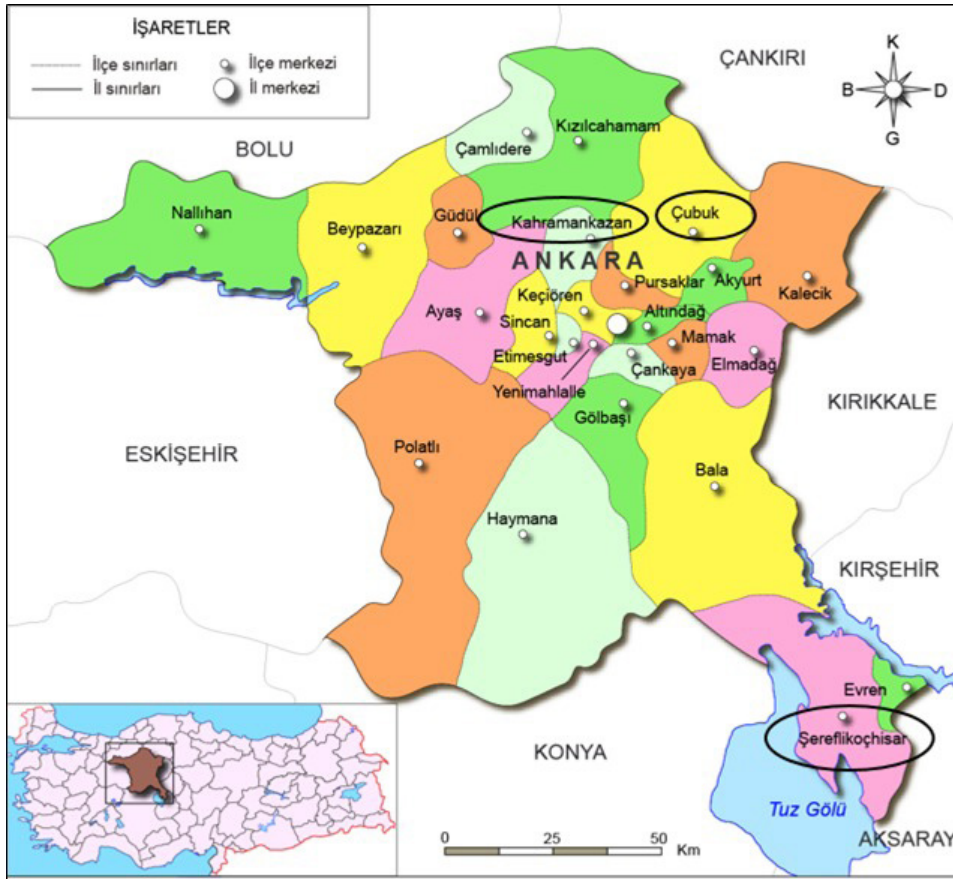 İŞARETLER
İlçe sınırları
İlçe merkezi
İl sınırları
İl merkezi
ÇANKIRI
K
B
D
G
BOLU
Kızılcahamam
Çamlıdere
Nallıhan
Beypazarı
Güdül
Kahramankazan
Çubuk
ANKARA
Pursaklar
Akyurt
Kalecik
Keçiören
Ayaş
Sincan
Altındağ
Mamak
Etimesgut
Çankaya
Elmadağ
Yenimahlalle
Gölbaşı
KIRIKKALE
ESKİŞEHİR
Polatlı
Bala
Haymana
KIRŞEHİR
Evren
Şereflikoçhisar
KONYA
Tuz Gölü
AKSARAY
0 25 50
Km